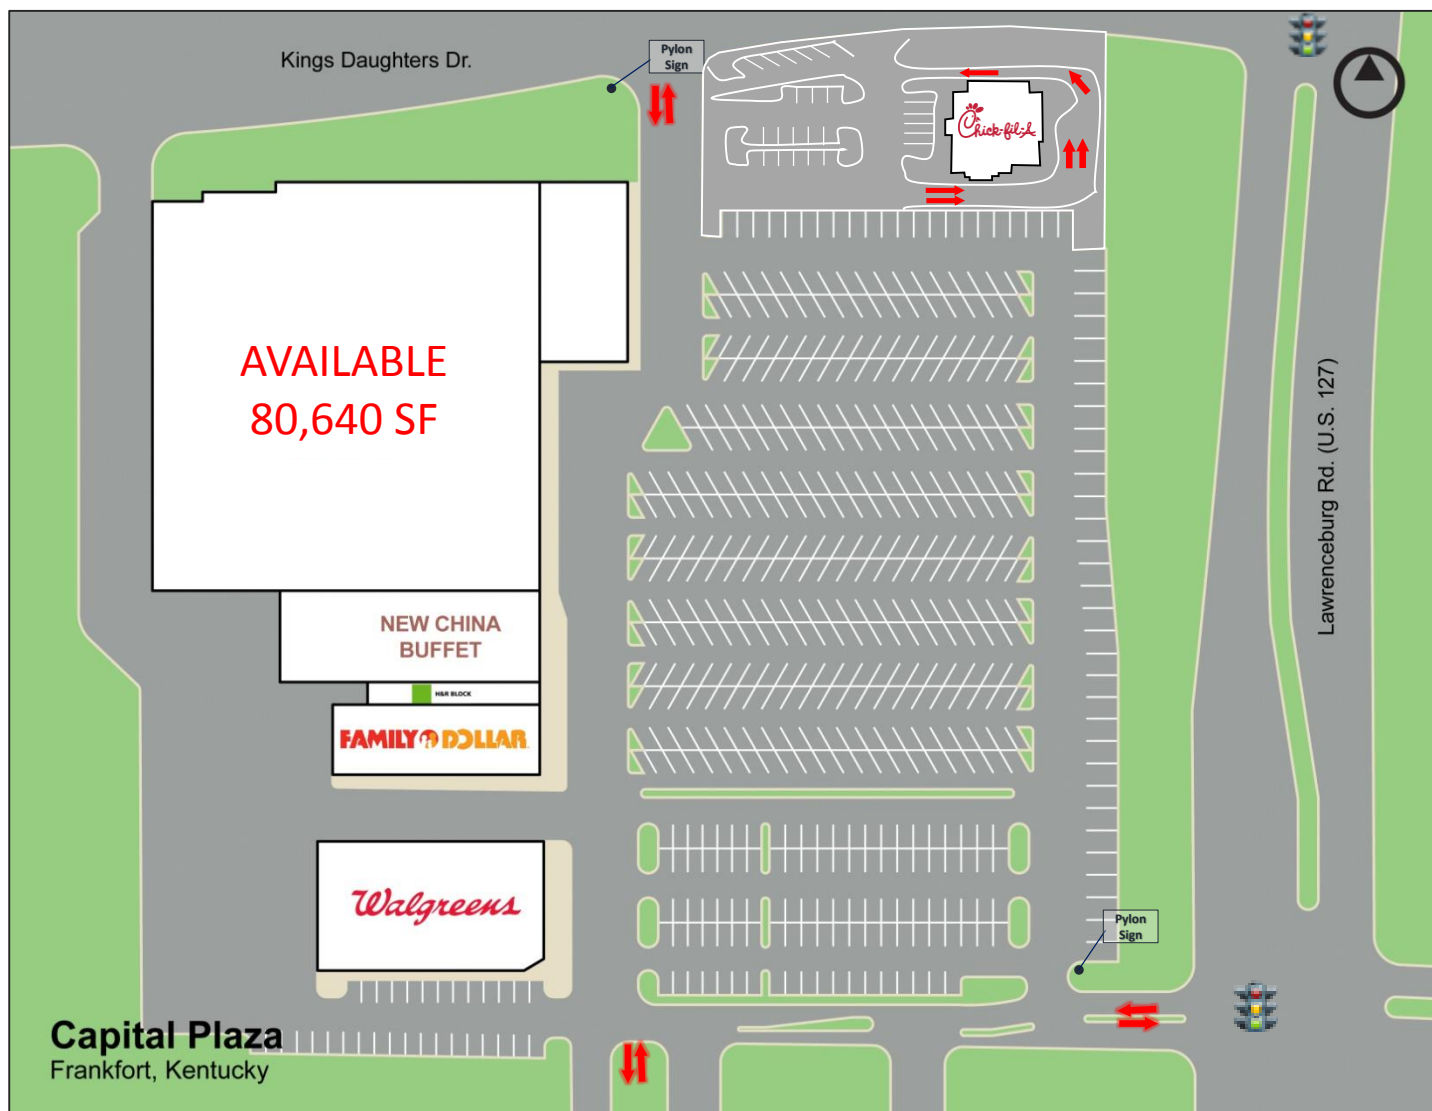 Kings Daughters Dr.
Pylon
Sign
Chick-fil-A
AVAILABLE
80,640 SF
Lawrenceburg Rd. (U.S. 127)
NEW CHINA
BUFFET
H&R BLOCK
FAMILY DOLLAR
Walgreens
Pylon
Sign
Capital Plaza
Frankfort, Kentucky